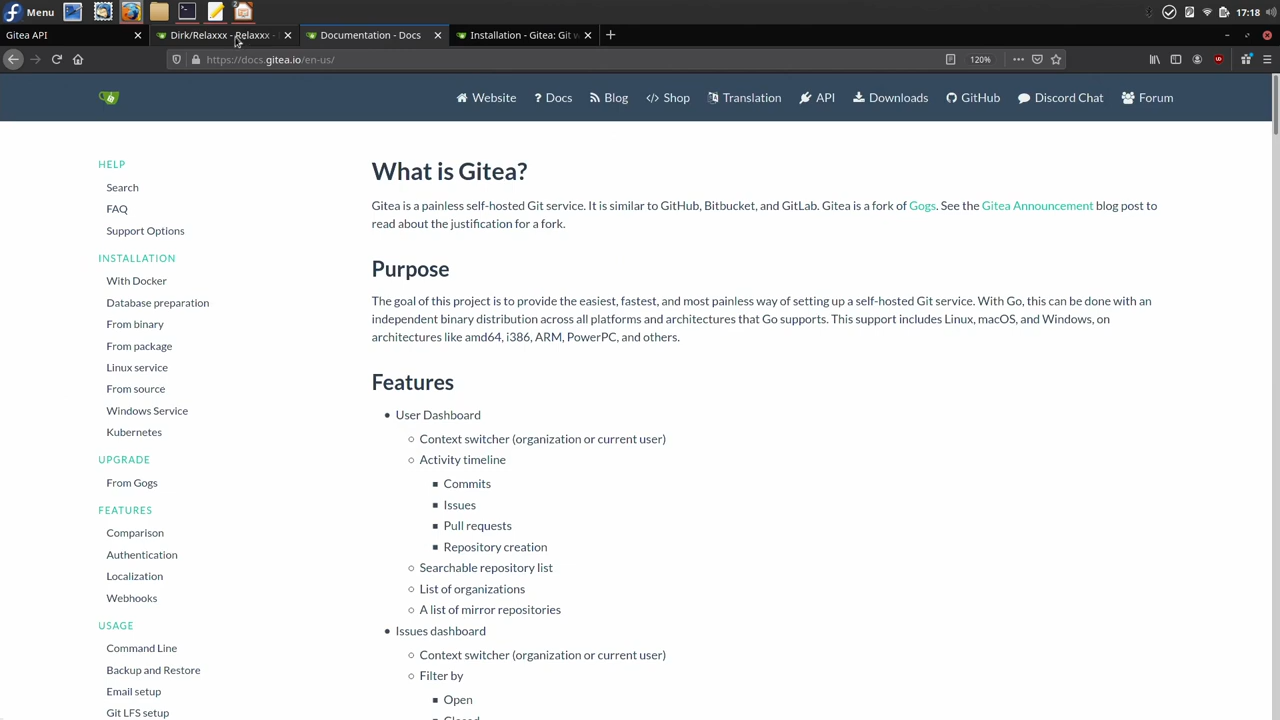 Menu
17:18
Gitea API
Dirk/Relaxxx - Relaxxx -
Documentation - Docs
Installation - Gitea: Git w
https://docs.gitea.io/en-us/
120%
Website
? Docs
Blog
</> Shop
Translation
API
Downloads
GitHub
Discord Chat
Forum
HELP
Search
FAQ
Support Options
INSTALLATION
With Docker
Database preparation
From binary
From package
Linux service
From source
Windows Service
Kubernetes
UPGRADE
From Gogs
FEATURES
Comparison
Authentication
Localization
Webhooks
USAGE
Command Line
Backup and Restore
Email setup
Git LFS setup
What is Gitea?
Gitea is a painless self-hosted Git service. It is similar to GitHub, Bitbucket, and GitLab. Gitea is a fork of Gogs. See the Gitea Announcement blog post to
read about the justification for a fork.
Purpose
The goal of this project is to provide the easiest, fastest, and most painless way of setting up a self-hosted Git service. With Go, this can be done with an
independent binary distribution across all platforms and architectures that Go supports. This support includes Linux, macOS, and Windows, on
architectures like amd64, i386, ARM, PowerPC, and others.
Features
User Dashboard
Context switcher (organization or current user)
Activity timeline
Commits
Issues
Pull requests
Repository creation
Searchable repository list
List of organizations
A list of mirror repositories
Issues dashboard
Context switcher (organization or current user)
Filter by
Open
Closed